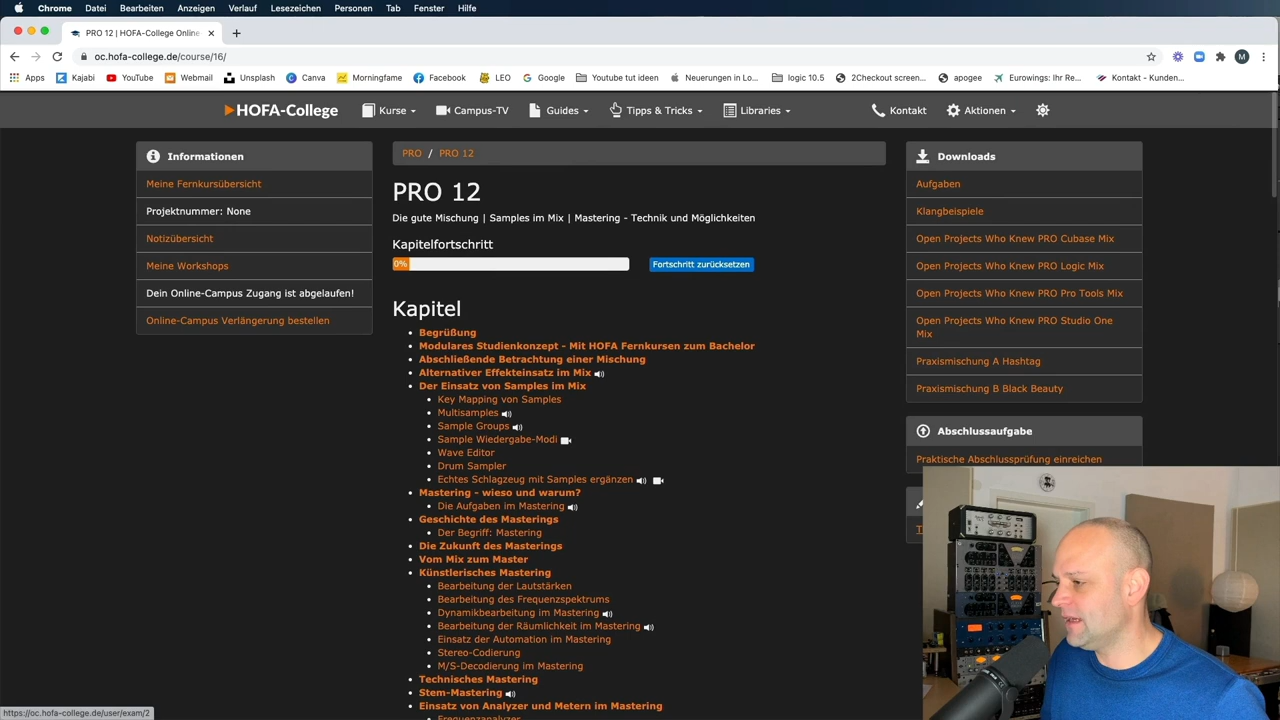 Chrome Datei Bearbeiten Anzeigen Verlauf Lesezeichen Personen Tab Fenster Hilfe
PRO 12 | HOFA-College Online
oc.hofa-college.de/course/16/
M
Apps Kajabi YouTube Webmail Unsplash Canva Morningfame Facebook LEO Google Youtube tut ideen Neuerungen in Lo... logic 10.5 2Checkout screen... apogee Eurowings: Ihr Re... Kontakt - Kunden...
HOFA-College Kurse Campus-TV Guides Tipps & Tricks Libraries Kontakt Aktionen
Informationen
Meine Fernkursübersicht
Projektnummer: None
Notizübersicht
Meine Workshops
Dein Online-Campus Zugang ist abgelaufen!
Online-Campus Verlängerung bestellen
PRO / PRO 12
PRO 12
Die gute Mischung | Samples im Mix | Mastering - Technik und Möglichkeiten
Kapitelfortschritt
0%
Fortschritt zurücksetzen
Kapitel
Begrüßung
Modulares Studienkonzept - Mit HOFA Fernkursen zum Bachelor
Abschließende Betrachtung einer Mischung
Alternativer Effekteinsatz im Mix
Der Einsatz von Samples im Mix
Key Mapping von Samples
Multisamples
Sample Groups
Sample Wiedergabe-Modi
Wave Editor
Drum Sampler
Echtes Schlagzeug mit Samples ergänzen
Mastering - wieso und warum?
Die Aufgaben im Mastering
Geschichte des Masterings
Der Begriff: Mastering
Die Zukunft des Masterings
Vom Mix zum Master
Künstlerisches Mastering
Bearbeitung der Lautstärken
Bearbeitung des Frequenzspektrums
Dynamikbearbeitung im Mastering
Bearbeitung der Räumlichkeit im Mastering
Einsatz der Automation im Mastering
Stereo-Codierung
M/S-Decodierung im Mastering
Technisches Mastering
Stem-Mastering
Einsatz von Analyzer und Metern im Mastering
Frequenzanalyzer
Downloads
Aufgaben
Klangbeispiele
Open Projects Who Knew PRO Cubase Mix
Open Projects Who Knew PRO Logic Mix
Open Projects Who Knew PRO Pro Tools Mix
Open Projects Who Knew PRO Studio One
Mix
Praxismischung A Hashtag
Praxismischung B Black Beauty
Abschlussaufgabe
Praktische Abschlussprüfung einreichen
https://oc.hofa-college.de/user/exam/2